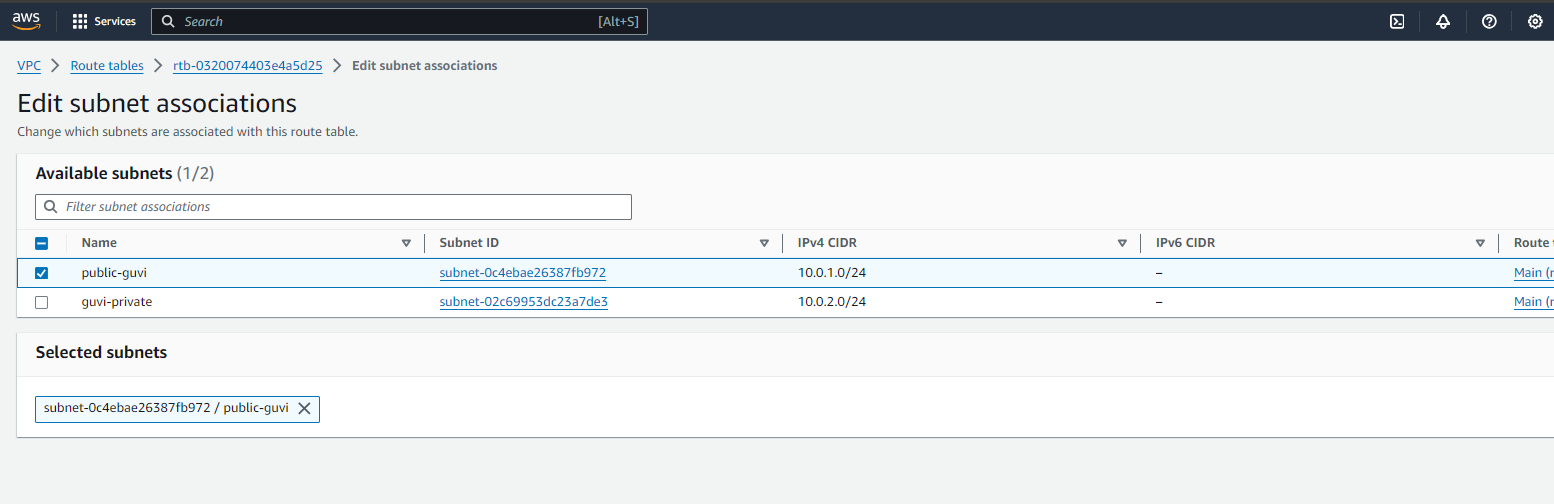 aws Services Search [Alt+S]
VPC Route tables rtb-0320074403e4a5d25 Edit subnet associations
Edit subnet associations
Change which subnets are associated with this route table.
Available subnets (1/2)
Filter subnet associations
Name Subnet ID IPv4 CIDR IPv6 CIDR Route
public-guvi subnet-0c4ebae26387fb972 10.0.1.0/24 – Main (
guvi-private subnet-02c69953dc23a7de3 10.0.2.0/24 – Main (
Selected subnets
subnet-0c4ebae26387fb972 / public-guvi